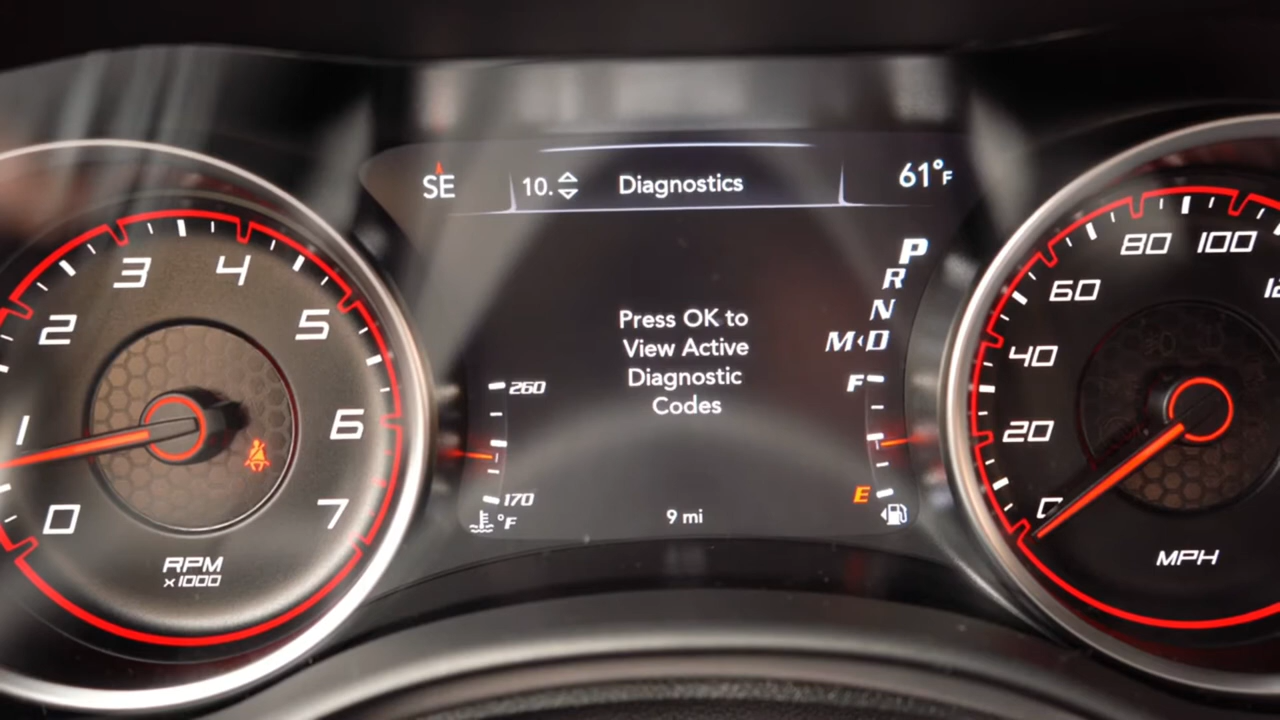 SE
10.
Diagnostics
61°F
Press OK to
View Active
Diagnostic
Codes
P
R
N
M‹D
260
170
°F
F
E
9 mi
0
1
2
3
4
5
6
7
RPM
x1000
0
20
40
60
80
100
MPH